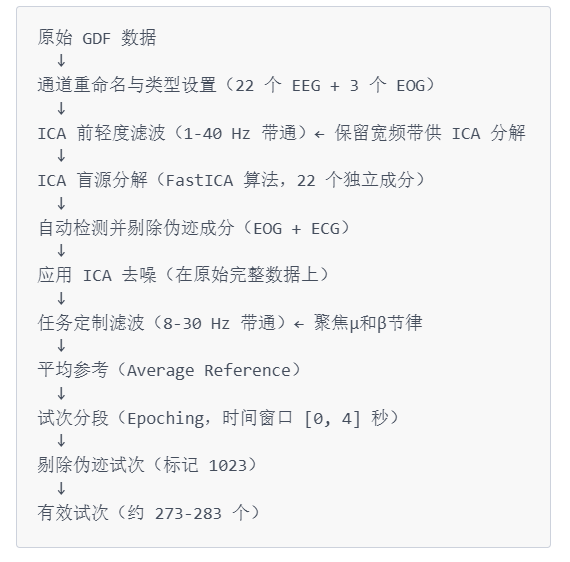 原始 GDF 数据
↓
通道重命名与类型设置（22 个 EEG + 3 个 EOG）
↓
ICA 前轻度滤波（1-40 Hz 带通）← 保留宽频带供 ICA 分解
↓
ICA 盲源分解（FastICA 算法，22 个独立成分）
↓
自动检测并剔除伪迹成分（EOG + ECG）
↓
应用 ICA 去噪（在原始完整数据上）
↓
任务定制滤波（8-30 Hz 带通）← 聚焦μ和β节律
↓
平均参考（Average Reference）
↓
试次分段（Epoching，时间窗口 [0, 4] 秒）
↓
剔除伪迹试次（标记 1023）
↓
有效试次（约 273-283 个）